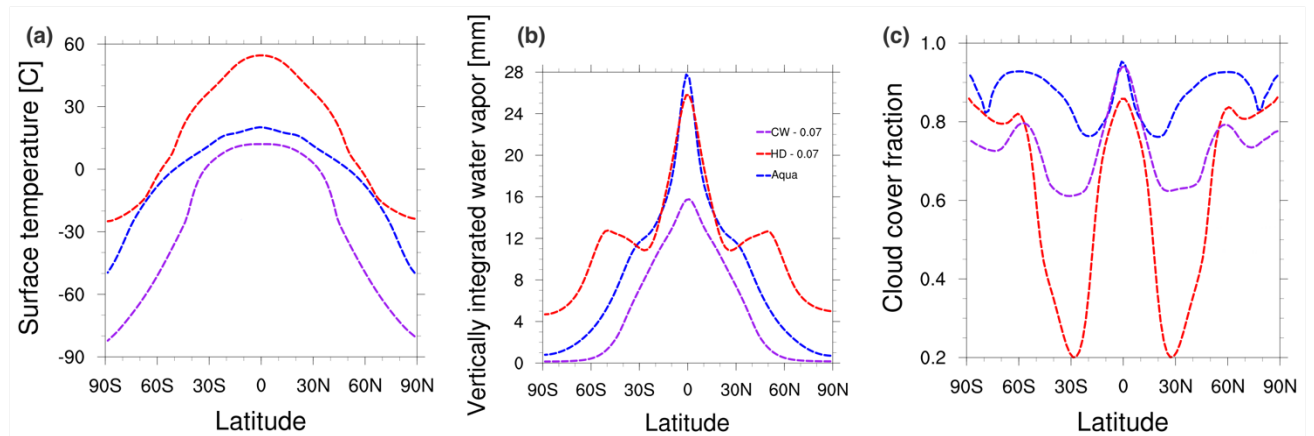 (a)
Surface temperature [C]
60
30
0
-30
-60
-90
90S 60S 30S 0 30N 60N 90N
Latitude
(b)
Vertically integrated water vapor [mm]
28
24
20
16
12
8
4
0
CW - 0.07
HD - 0.07
Aqua
90S 60S 30S 0 30N 60N 90N
Latitude
(c)
Cloud cover fraction
1.0
0.8
0.6
0.4
0.2
90S 60S 30S 0 30N 60N 90N
Latitude